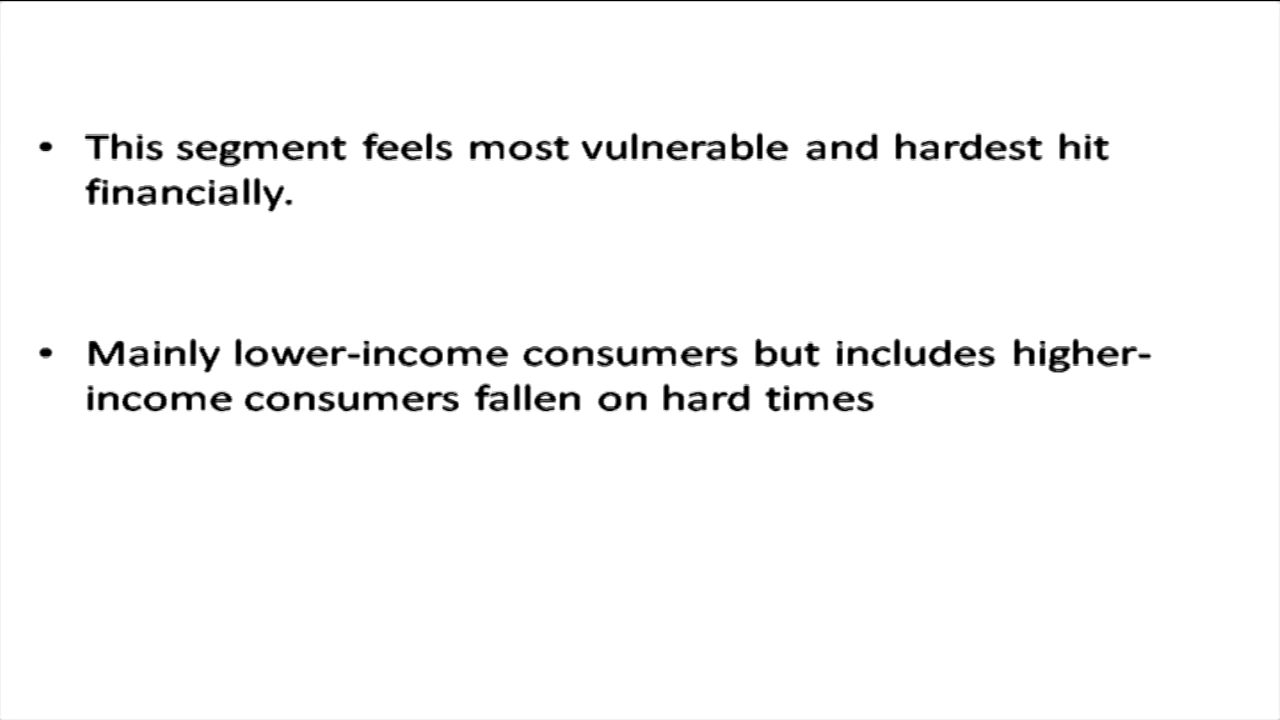 • This segment feels most vulnerable and hardest hit
financially.
• Mainly lower-income consumers but includes higher-
income consumers fallen on hard times